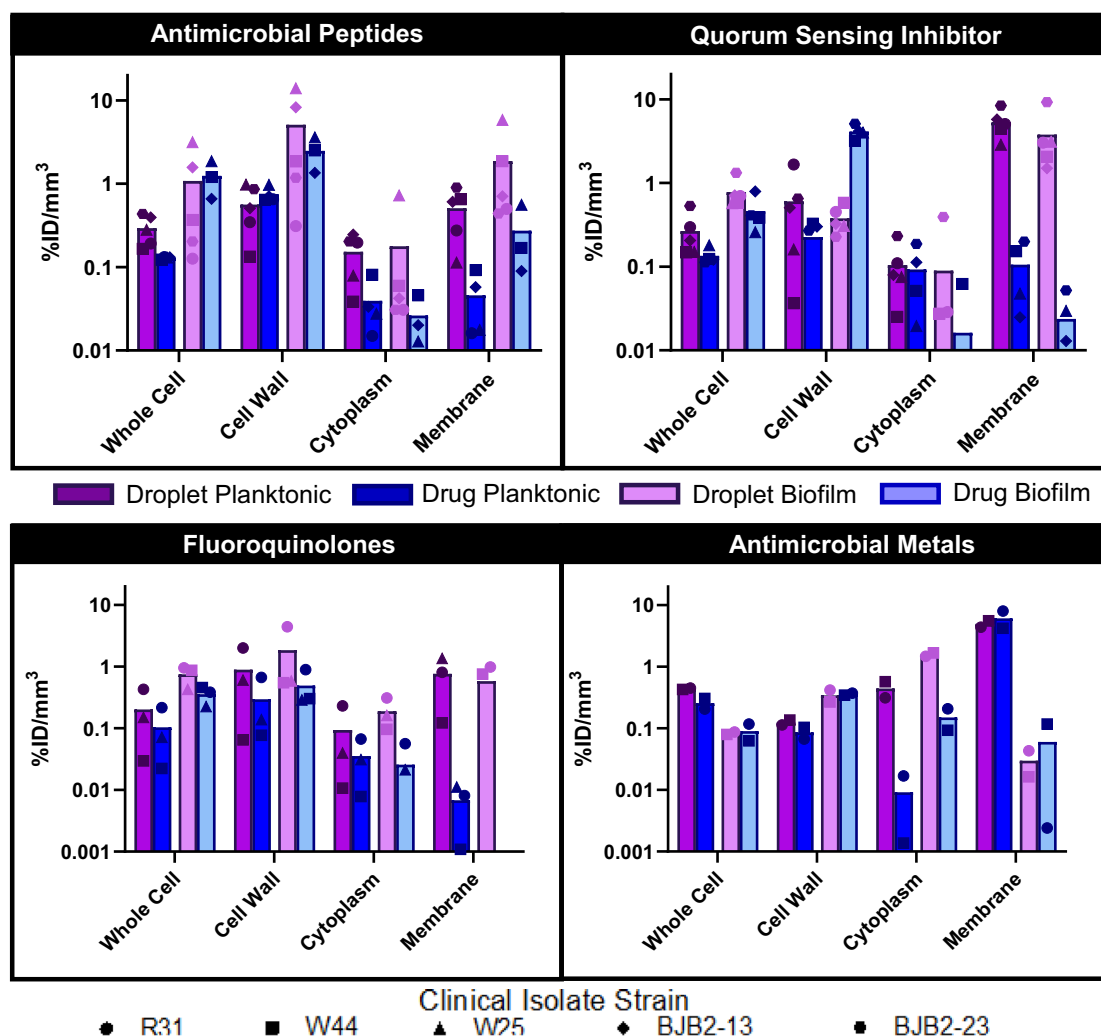 Antimicrobial Peptides
Quorum Sensing Inhibitor
%ID/mm³
10
1
0.1
0.01
Whole Cell
Cell Wall
Cytoplasm
Membrane
%ID/mm³
10
1
0.1
0.01
Whole Cell
Cell Wall
Cytoplasm
Membrane
Droplet Planktonic Drug Planktonic Droplet Biofilm Drug Biofilm
Fluoroquinolones
Antimicrobial Metals
%ID/mm³
10
1
0.1
0.01
0.001
Whole Cell
Cell Wall
Cytoplasm
Membrane
%ID/mm³
10
1
0.1
0.01
0.001
Whole Cell
Cell Wall
Cytoplasm
Membrane
Clinical Isolate Strain
R31 W44 W25 BJB2-13 BJB2-23